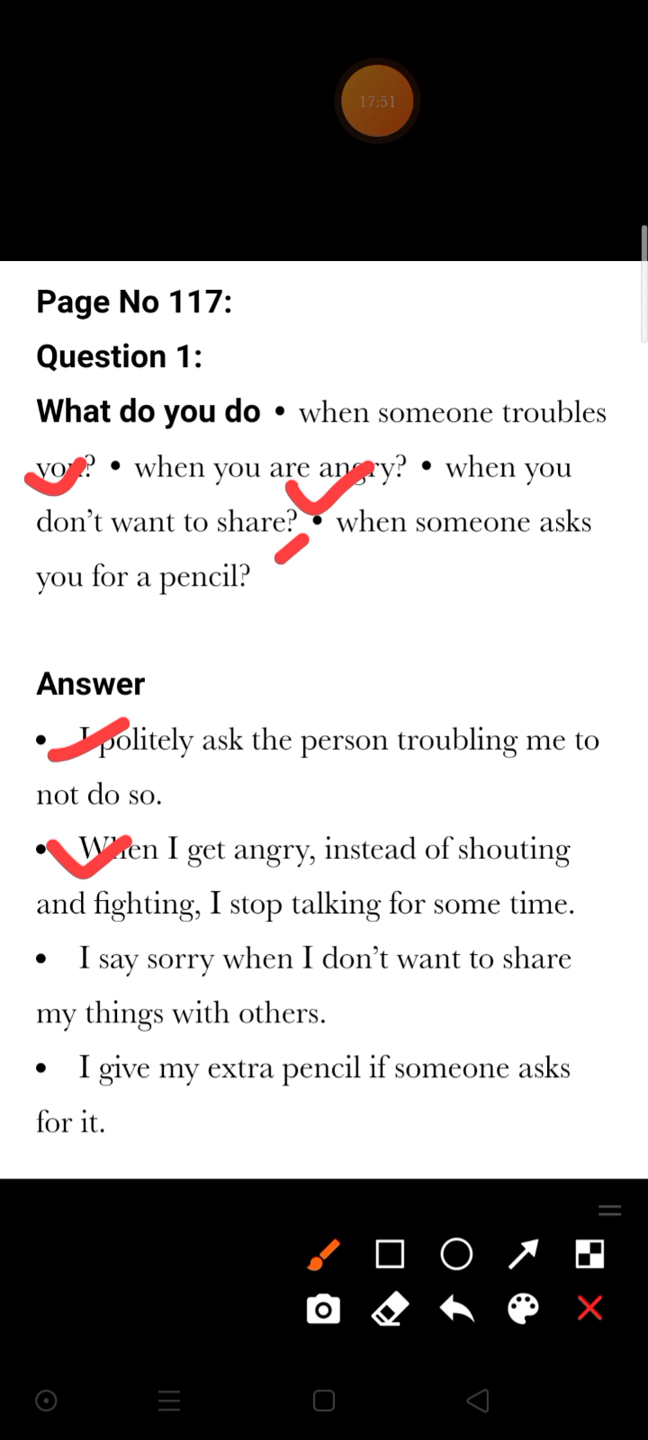 17:51
Page No 117:
Question 1:
What do you do • when someone troubles
you? • when you are angry? • when you
don’t want to share? • when someone asks
you for a pencil?
Answer
• I politely ask the person troubling me to
not do so.
• When I get angry, instead of shouting
and fighting, I stop talking for some time.
• I say sorry when I don’t want to share
my things with others.
• I give my extra pencil if someone asks
for it.